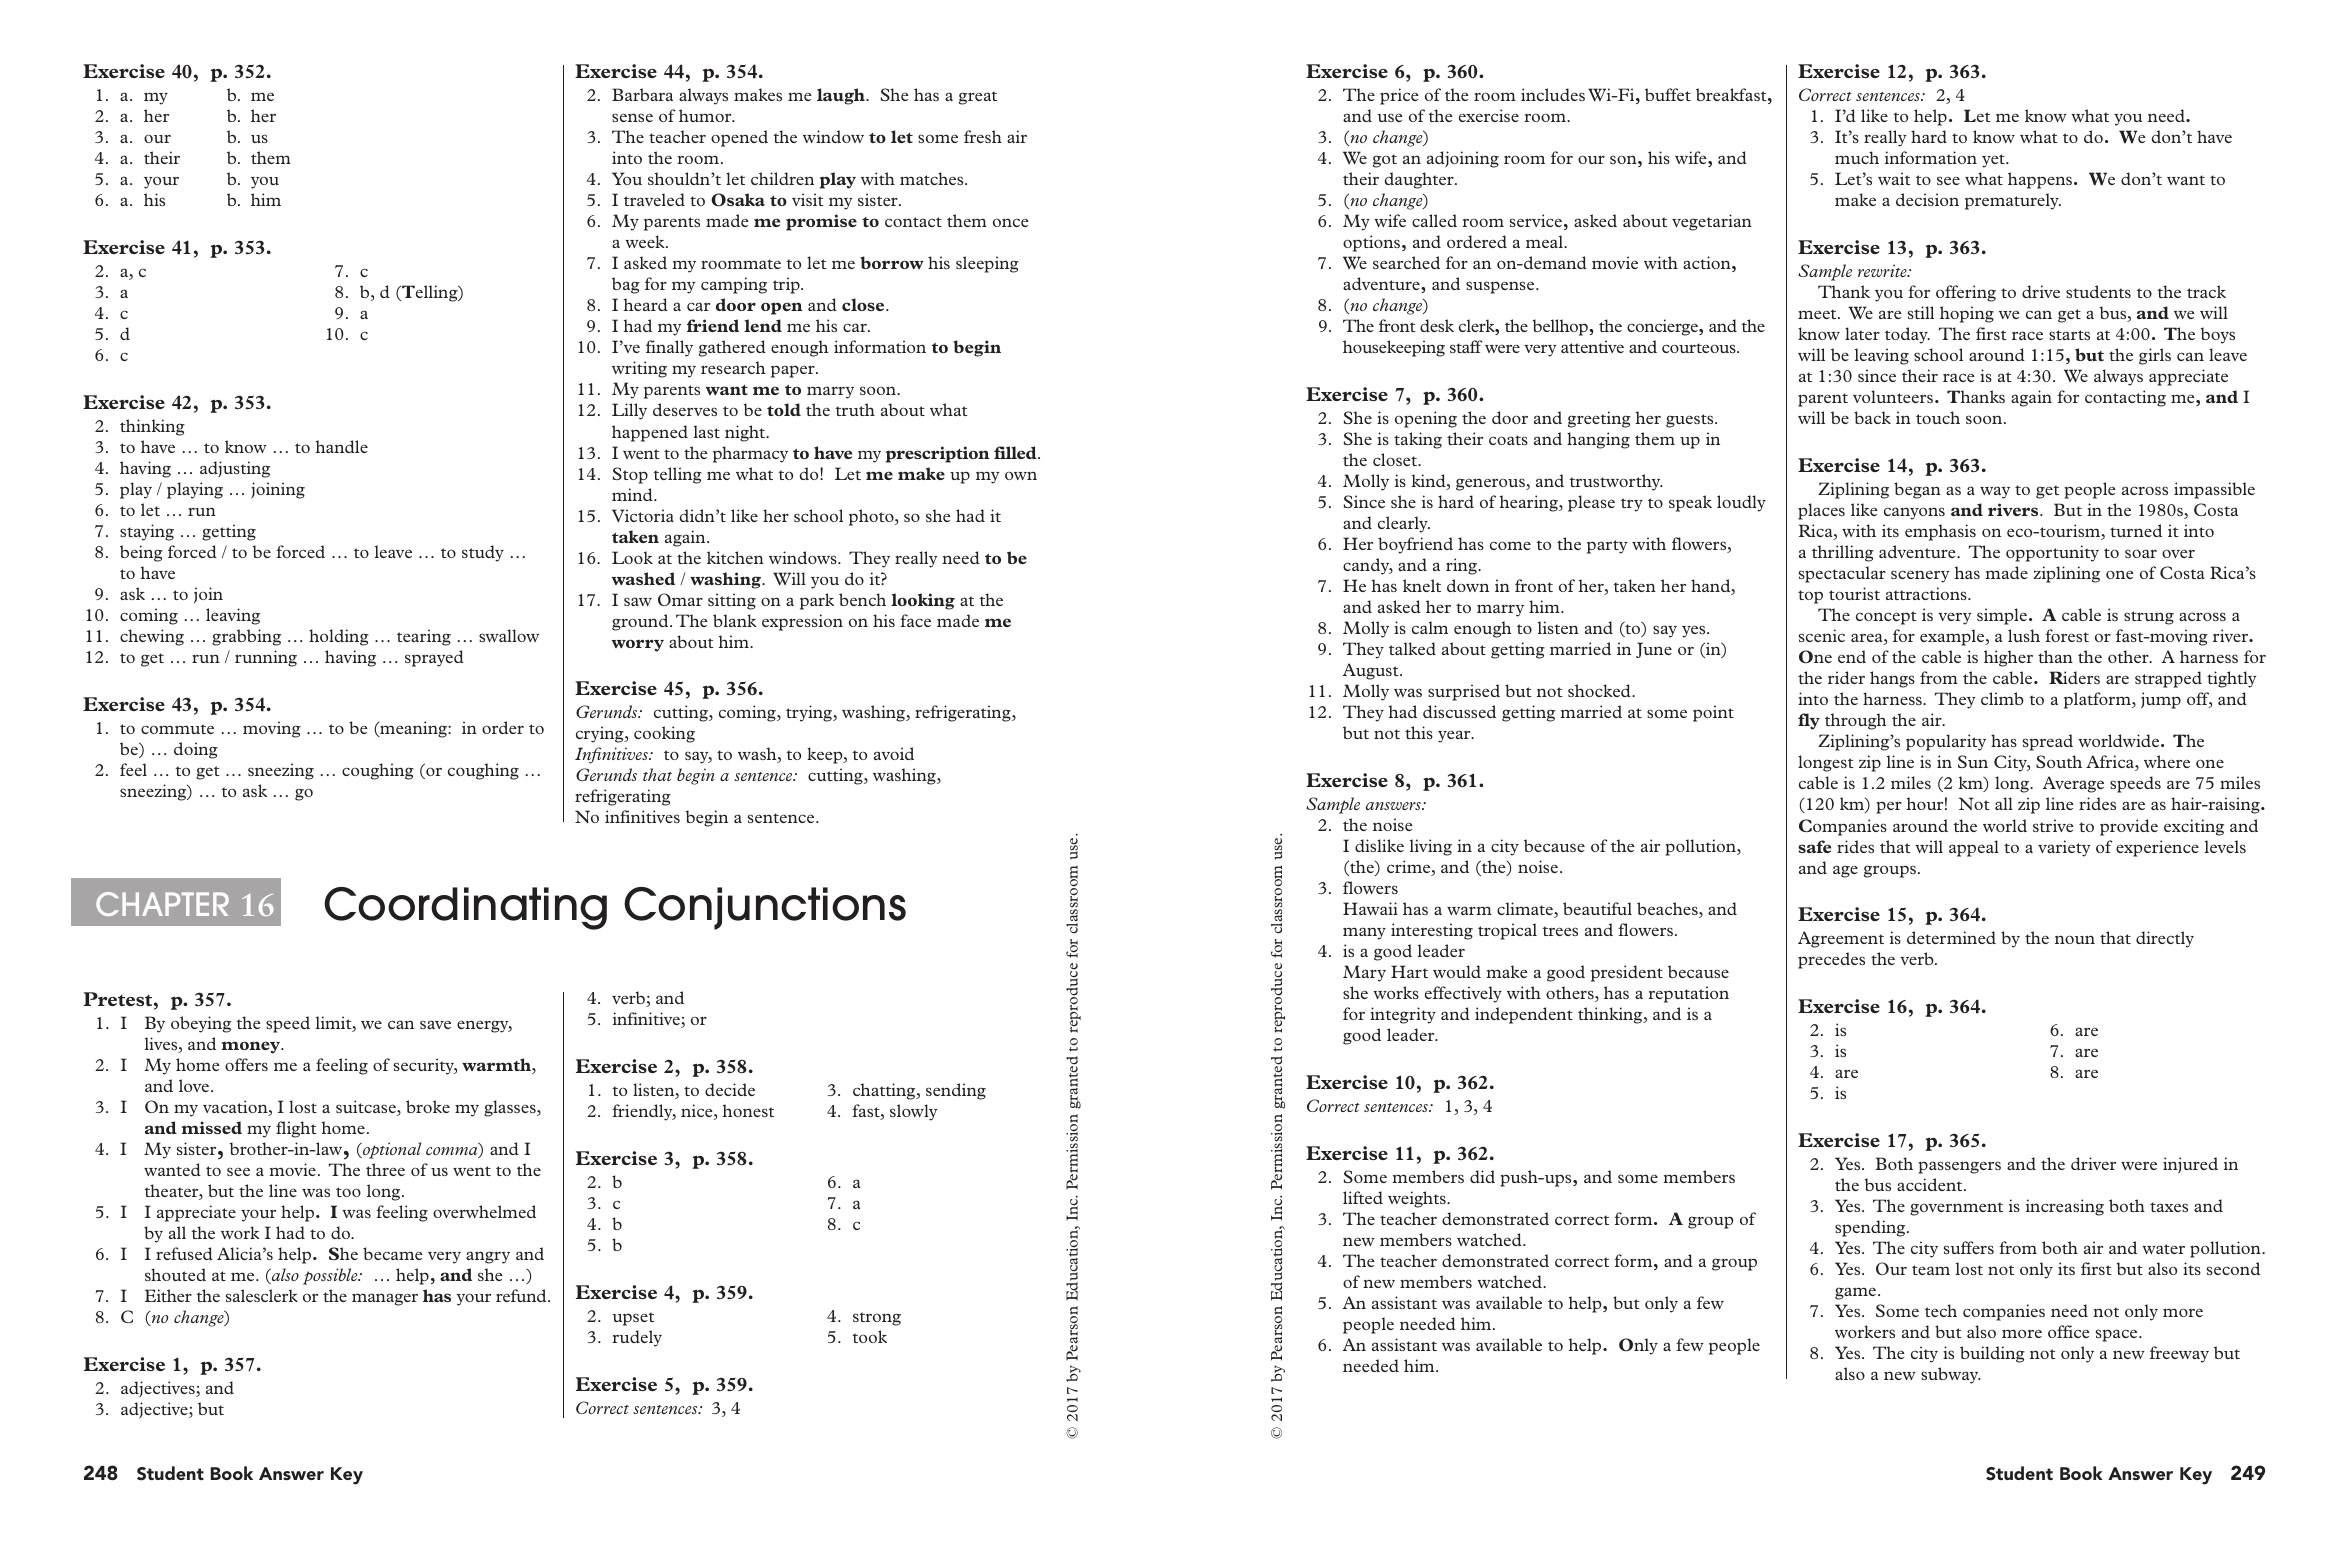 Exercise 40, p. 352.
1. a. my b. me
2. a. her b. her
3. a. our b. us
4. a. their b. them
5. a. your b. you
6. a. his b. him
Exercise 41, p. 353.
2. a, c 7. c
3. a 8. b, d (Telling)
4. c 9. a
5. d 10. c
6. c
Exercise 42, p. 353.
2. thinking
3. to have … to know … to handle
4. having … adjusting
5. play / playing … joining
6. to let … run
7. staying … getting
8. being forced / to be forced … to leave … to study …
to have
9. ask … to join
10. coming … leaving
11. chewing … grabbing … holding … tearing … swallow
12. to get … run / running … having … sprayed
Exercise 43, p. 354.
1. to commute … moving … to be (meaning: in order to
be) … doing
2. feel … to get … sneezing … coughing (or coughing …
sneezing) … to ask … go
Exercise 44, p. 354.
2. Barbara always makes me laugh. She has a great
sense of humor.
3. The teacher opened the window to let some fresh air
into the room.
4. You shouldn't let children play with matches.
5. I traveled to Osaka to visit my sister.
6. My parents made me promise to contact them once
a week.
7. I asked my roommate to let me borrow his sleeping
bag for my camping trip.
8. I heard a car door open and close.
9. I had my friend lend me his car.
10. I've finally gathered enough information to begin
writing my research paper.
11. My parents want me to marry soon.
12. Lilly deserves to be told the truth about what
happened last night.
13. I went to the pharmacy to have my prescription filled.
14. Stop telling me what to do! Let me make up my own
mind.
15. Victoria didn't like her school photo, so she had it
taken again.
16. Look at the kitchen windows. They really need to be
washed / washing. Will you do it?
17. I saw Omar sitting on a park bench looking at the
ground. The blank expression on his face made me
worry about him.
Exercise 45, p. 356.
Gerunds: cutting, coming, trying, washing, refrigerating,
crying, cooking
Infinitives: to say, to wash, to keep, to avoid
Gerunds that begin a sentence: cutting, washing,
refrigerating
No infinitives begin a sentence.
CHAPTER 16 Coordinating Conjunctions
Pretest, p. 357.
1. I By obeying the speed limit, we can save energy,
lives, and money.
2. I My home offers me a feeling of security, warmth,
and love.
3. I On my vacation, I lost a suitcase, broke my glasses,
and missed my flight home.
4. I My sister, brother-in-law, (optional comma) and I
wanted to see a movie. The three of us went to the
theater, but the line was too long.
5. I I appreciate your help. I was feeling overwhelmed
by all the work I had to do.
6. I I refused Alicia's help. She became very angry and
shouted at me. (also possible: … help, and she …)
7. I Either the salesclerk or the manager has your refund.
8. C (no change)
Exercise 1, p. 357.
2. adjectives; and
3. adjective; but
4. verb; and
5. infinitive; or
Exercise 2, p. 358.
1. to listen, to decide 3. chatting, sending
2. friendly, nice, honest 4. fast, slowly
Exercise 3, p. 358.
2. b 6. a
3. c 7. a
4. b 8. c
5. b
Exercise 4, p. 359.
2. upset 4. strong
3. rudely 5. took
Exercise 5, p. 359.
Correct sentences: 3, 4
© 2017 by Pearson Education, Inc. Permission granted to reproduce for classroom use.
248 Student Book Answer Key
© 2017 by Pearson Education, Inc. Permission granted to reproduce for classroom use.
Exercise 6, p. 360.
2. The price of the room includes Wi-Fi, buffet breakfast,
and use of the exercise room.
3. (no change)
4. We got an adjoining room for our son, his wife, and
their daughter.
5. (no change)
6. My wife called room service, asked about vegetarian
options, and ordered a meal.
7. We searched for an on-demand movie with action,
adventure, and suspense.
8. (no change)
9. The front desk clerk, the bellhop, the concierge, and the
housekeeping staff were very attentive and courteous.
Exercise 7, p. 360.
2. She is opening the door and greeting her guests.
3. She is taking their coats and hanging them up in
the closet.
4. Molly is kind, generous, and trustworthy.
5. Since she is hard of hearing, please try to speak loudly
and clearly.
6. Her boyfriend has come to the party with flowers,
candy, and a ring.
7. He has knelt down in front of her, taken her hand,
and asked her to marry him.
8. Molly is calm enough to listen and (to) say yes.
9. They talked about getting married in June or (in)
August.
11. Molly was surprised but not shocked.
12. They had discussed getting married at some point
but not this year.
Exercise 8, p. 361.
Sample answers:
2. the noise
I dislike living in a city because of the air pollution,
(the) crime, and (the) noise.
3. flowers
Hawaii has a warm climate, beautiful beaches, and
many interesting tropical trees and flowers.
4. is a good leader
Mary Hart would make a good president because
she works effectively with others, has a reputation
for integrity and independent thinking, and is a
good leader.
Exercise 10, p. 362.
Correct sentences: 1, 3, 4
Exercise 11, p. 362.
2. Some members did push-ups, and some members
lifted weights.
3. The teacher demonstrated correct form. A group of
new members watched.
4. The teacher demonstrated correct form, and a group
of new members watched.
5. An assistant was available to help, but only a few
people needed him.
6. An assistant was available to help. Only a few people
needed him.
Exercise 12, p. 363.
Correct sentences: 2, 4
1. I'd like to help. Let me know what you need.
3. It's really hard to know what to do. We don't have
much information yet.
5. Let's wait to see what happens. We don't want to
make a decision prematurely.
Exercise 13, p. 363.
Sample rewrite:
Thank you for offering to drive students to the track
meet. We are still hoping we can get a bus, and we will
know later today. The first race starts at 4:00. The boys
will be leaving school around 1:15, but the girls can leave
at 1:30 since their race is at 4:30. We always appreciate
parent volunteers. Thanks again for contacting me, and I
will be back in touch soon.
Exercise 14, p. 363.
Ziplining began as a way to get people across impassible
places like canyons and rivers. But in the 1980s, Costa
Rica, with its emphasis on eco-tourism, turned it into
a thrilling adventure. The opportunity to soar over
spectacular scenery has made ziplining one of Costa Rica's
top tourist attractions.
The concept is very simple. A cable is strung across a
scenic area, for example, a lush forest or fast-moving river.
One end of the cable is higher than the other. A harness for
the rider hangs from the cable. Riders are strapped tightly
into the harness. They climb to a platform, jump off, and
fly through the air.
Ziplining's popularity has spread worldwide. The
longest zip line is in Sun City, South Africa, where one
cable is 1.2 miles (2 km) long. Average speeds are 75 miles
(120 km) per hour! Not all zip line rides are as hair-raising.
Companies around the world strive to provide exciting and
safe rides that will appeal to a variety of experience levels
and age groups.
Exercise 15, p. 364.
Agreement is determined by the noun that directly
precedes the verb.
Exercise 16, p. 364.
2. is 6. are
3. is 7. are
4. are 8. are
5. is
Exercise 17, p. 365.
2. Yes. Both passengers and the driver were injured in
the bus accident.
3. Yes. The government is increasing both taxes and
spending.
4. Yes. The city suffers from both air and water pollution.
6. Yes. Our team lost not only its first but also its second
game.
7. Yes. Some tech companies need not only more
workers and but also more office space.
8. Yes. The city is building not only a new freeway but
also a new subway.
Student Book Answer Key 249